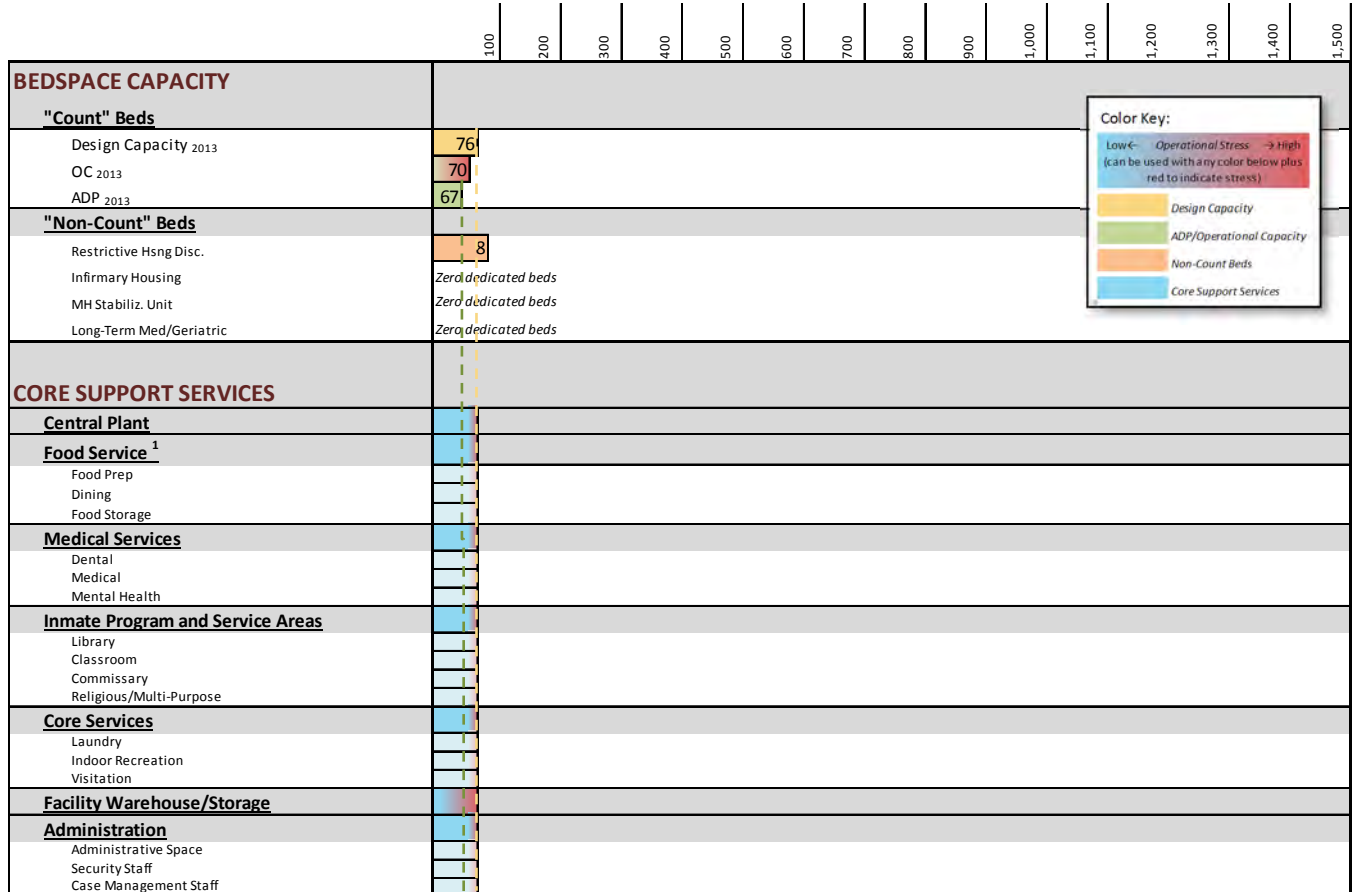 100 200 300 400 500 600 700 800 900 1,000 1,100 1,200 1,300 1,400 1,500
BEDSPACE CAPACITY
"Count" Beds
Design Capacity 2013 76
OC 2013 70
ADP 2013 67
"Non-Count" Beds
Restrictive Hsng Disc. 8
Infirmary Housing Zero dedicated beds
MH Stabiliz. Unit Zero dedicated beds
Long-Term Med/Geriatric Zero dedicated beds
Color Key:
Low← Operational Stress → High
(can be used with any color below plus
red to indicate stress)
Design Capacity
ADP/Operational Capacity
Non-Count Beds
Core Support Services
CORE SUPPORT SERVICES
Central Plant
Food Service 1
Food Prep
Dining
Food Storage
Medical Services
Dental
Medical
Mental Health
Inmate Program and Service Areas
Library
Classroom
Commissary
Religious/Multi-Purpose
Core Services
Laundry
Indoor Recreation
Visitation
Facility Warehouse/Storage
Administration
Administrative Space
Security Staff
Case Management Staff